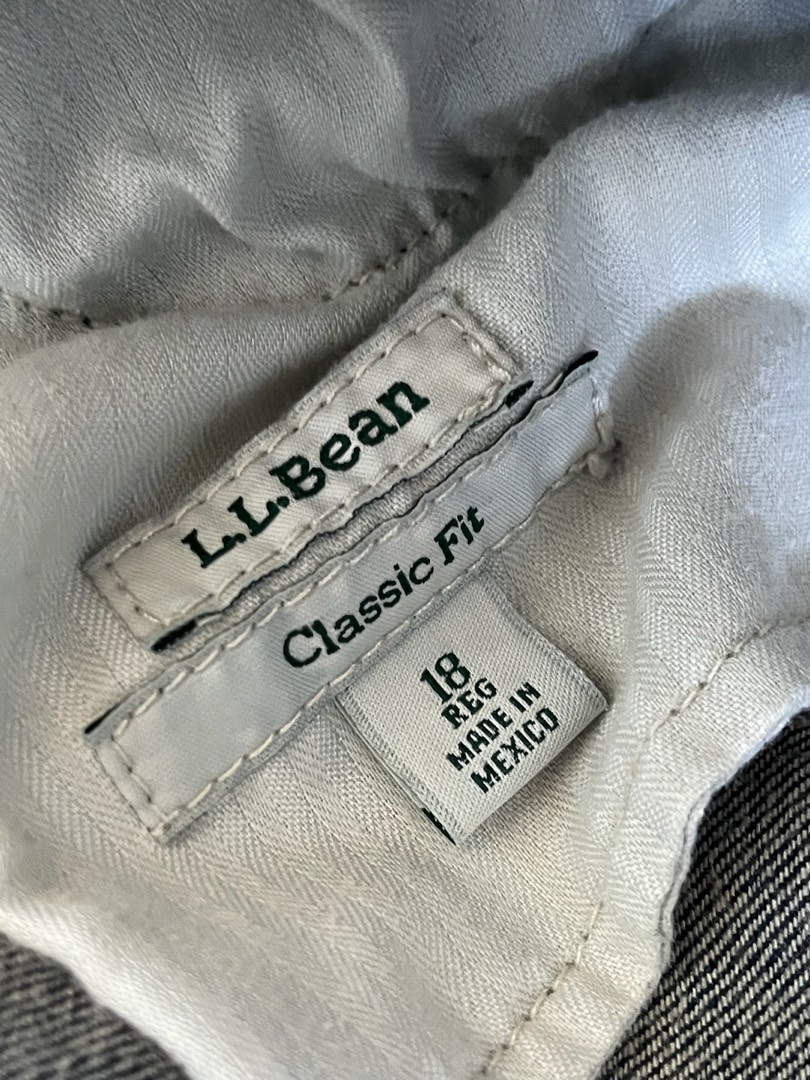 L.L.Bean
Classic Fit
18
REG
MADE IN
MEXICO